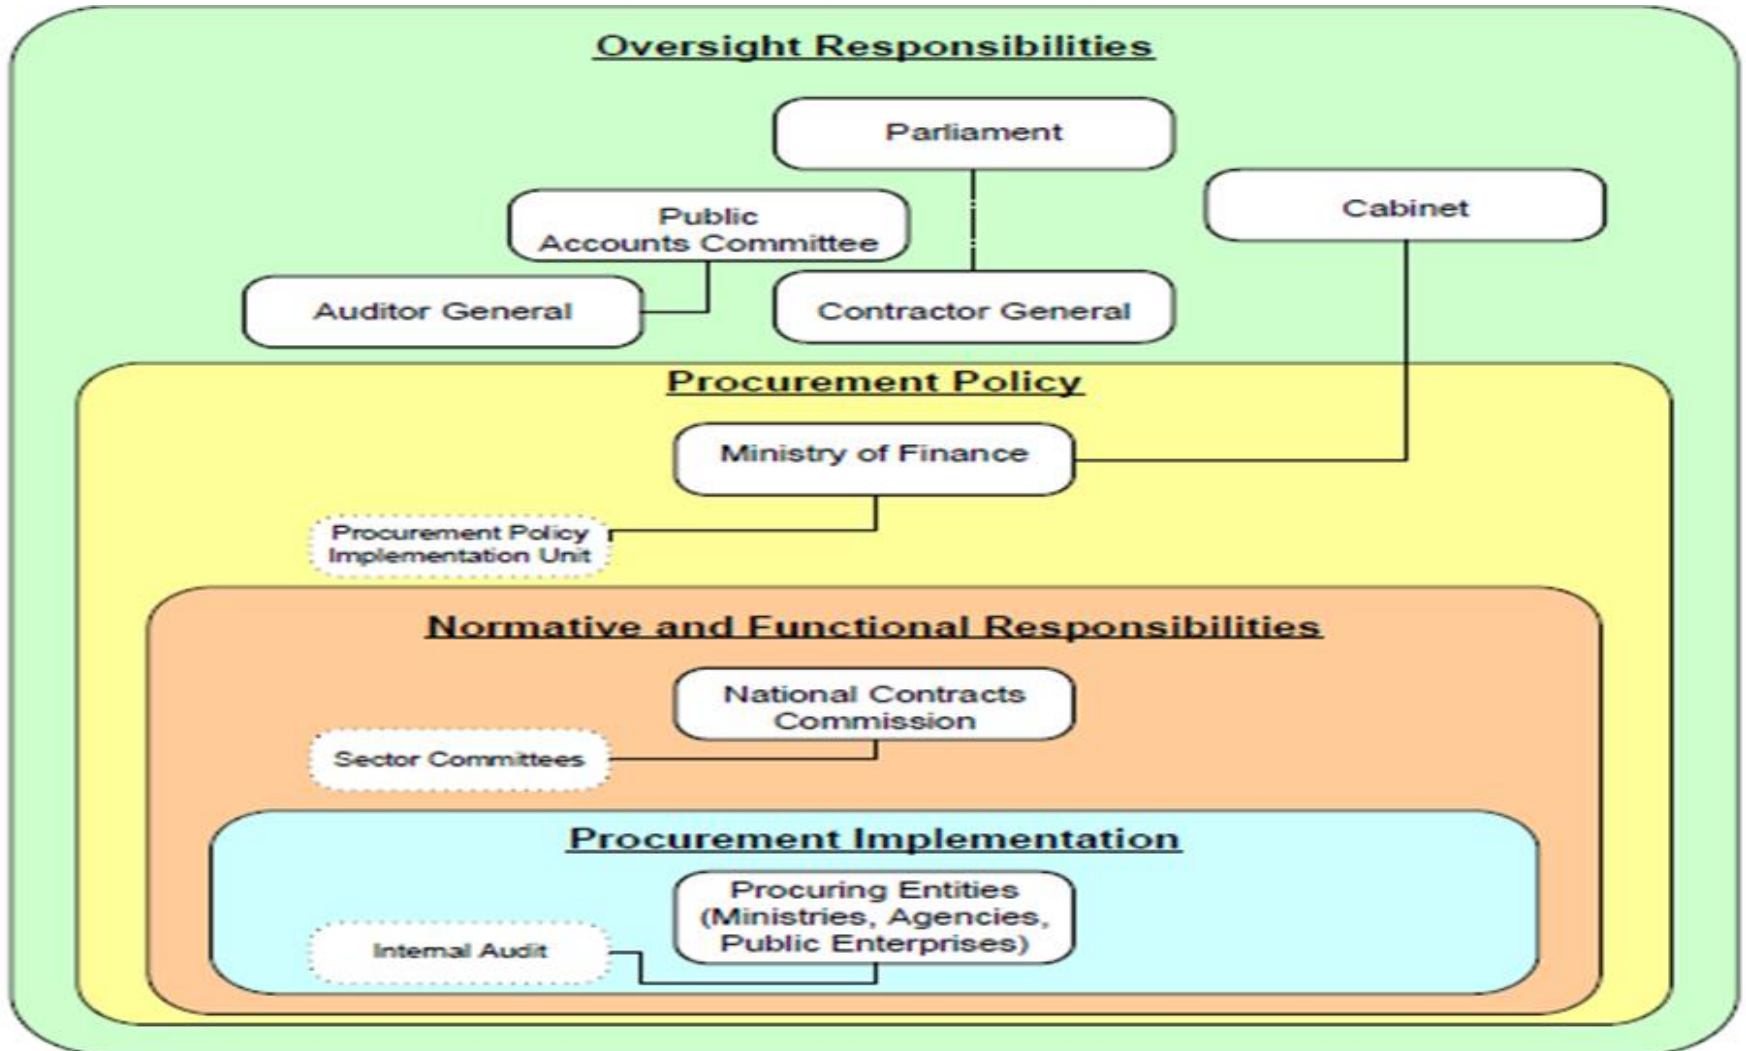 Oversight Responsibilities
Parliament
Cabinet
Public
Accounts Committee
Auditor General
Contractor General
Procurement Policy
Ministry of Finance
Procurement Policy
Implementation Unit
Normative and Functional Responsibilities
National Contracts
Commission
Sector Committees
Procurement Implementation
Procuring Entities
(Ministries, Agencies,
Public Enterprises)
Internal Audit